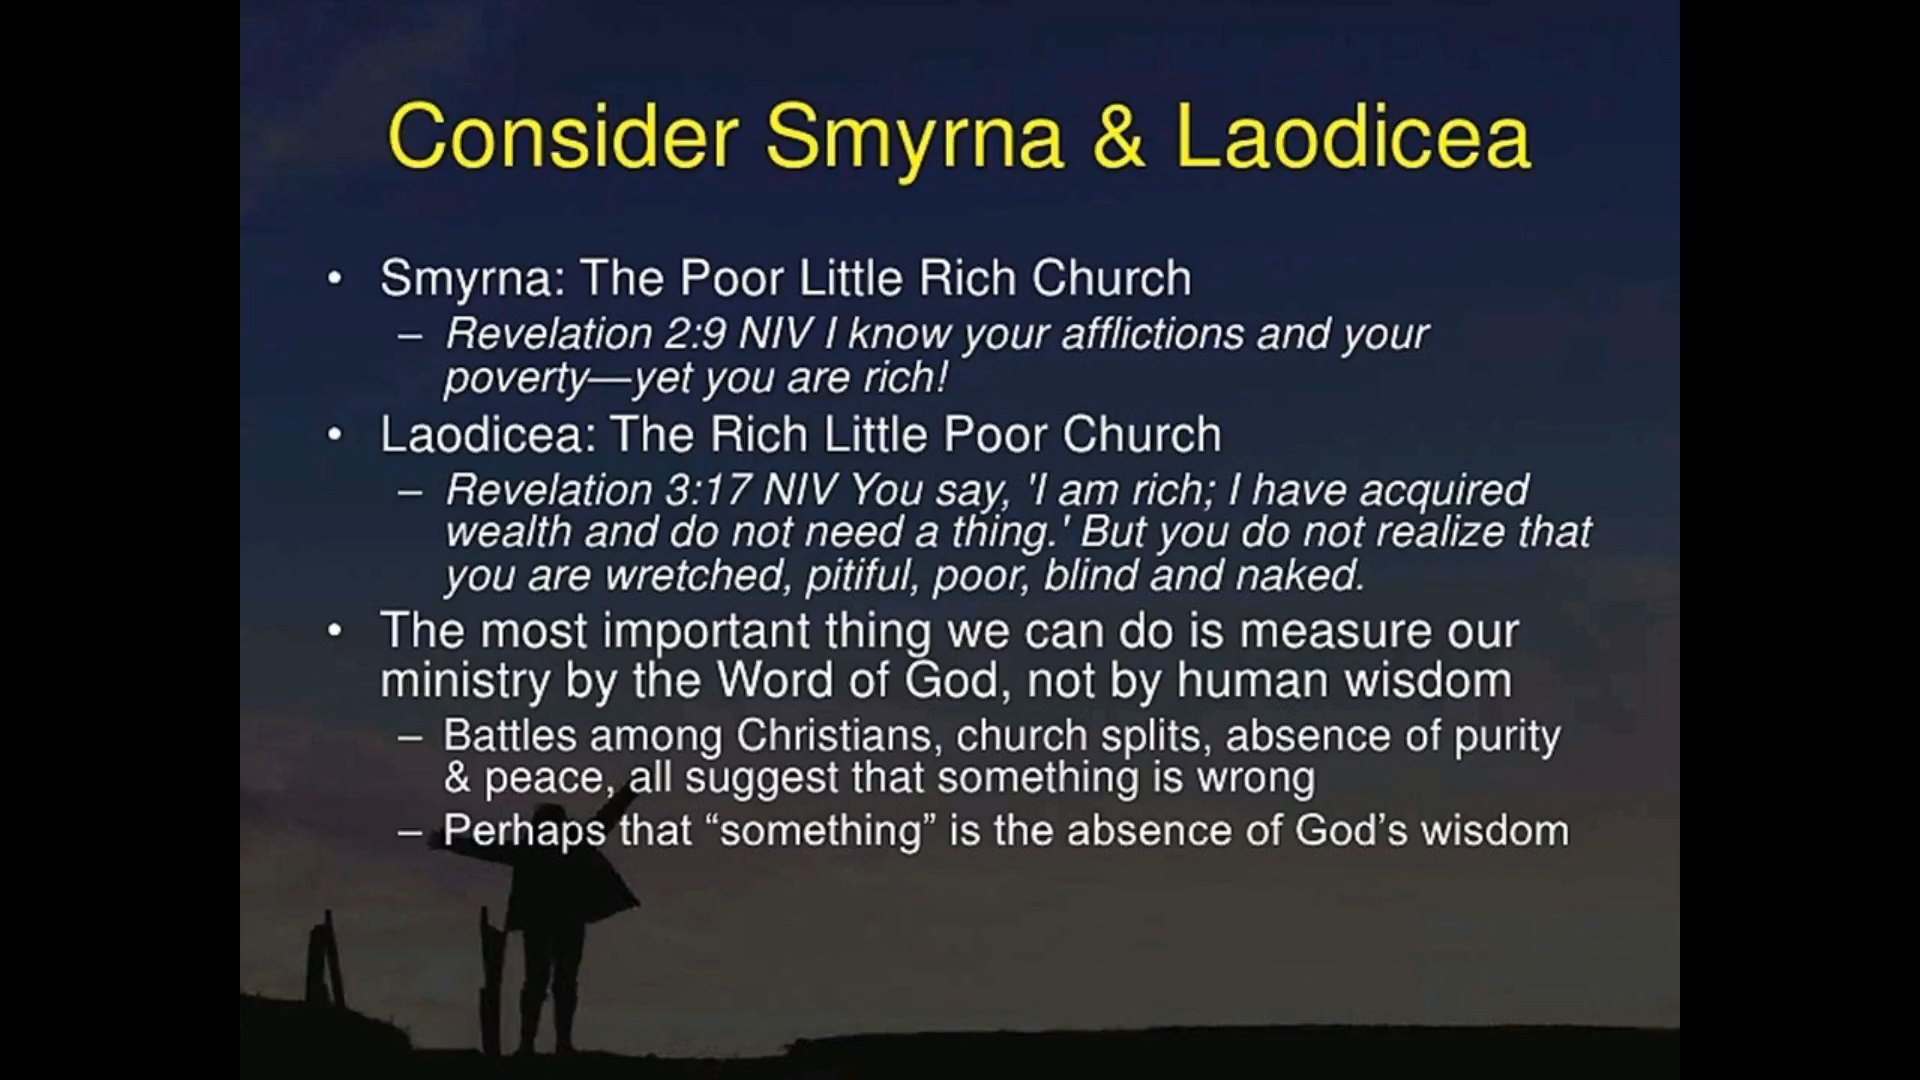 Consider Smyrna & Laodicea
• Smyrna: The Poor Little Rich Church
– Revelation 2:9 NIV I know your afflictions and your
poverty—yet you are rich!
• Laodicea: The Rich Little Poor Church
– Revelation 3:17 NIV You say, 'I am rich; I have acquired
wealth and do not need a thing.' But you do not realize that
you are wretched, pitiful, poor, blind and naked.
• The most important thing we can do is measure our
ministry by the Word of God, not by human wisdom
– Battles among Christians, church splits, absence of purity
& peace, all suggest that something is wrong
– Perhaps that “something” is the absence of God’s wisdom